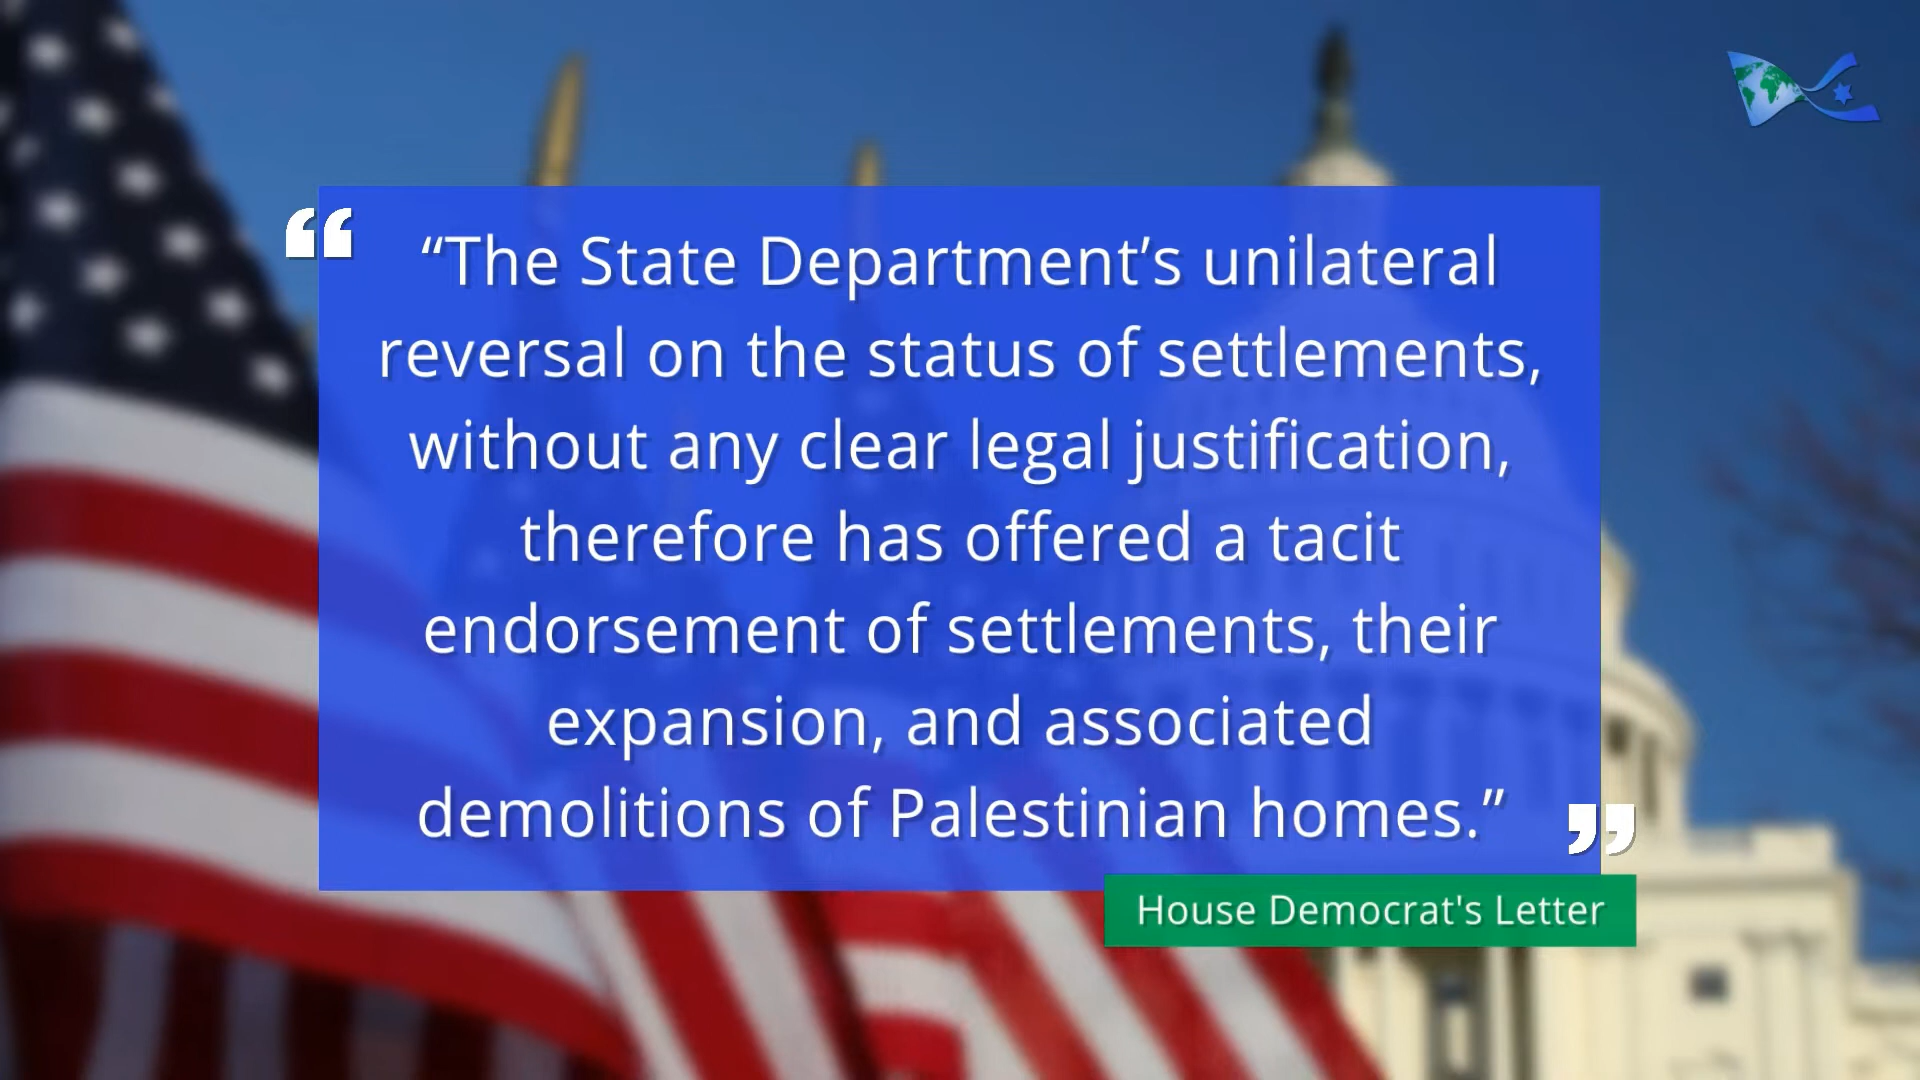 “The State Department’s unilateral
reversal on the status of settlements,
without any clear legal justification,
therefore has offered a tacit
endorsement of settlements, their
expansion, and associated
demolitions of Palestinian homes.”
House Democrat's Letter